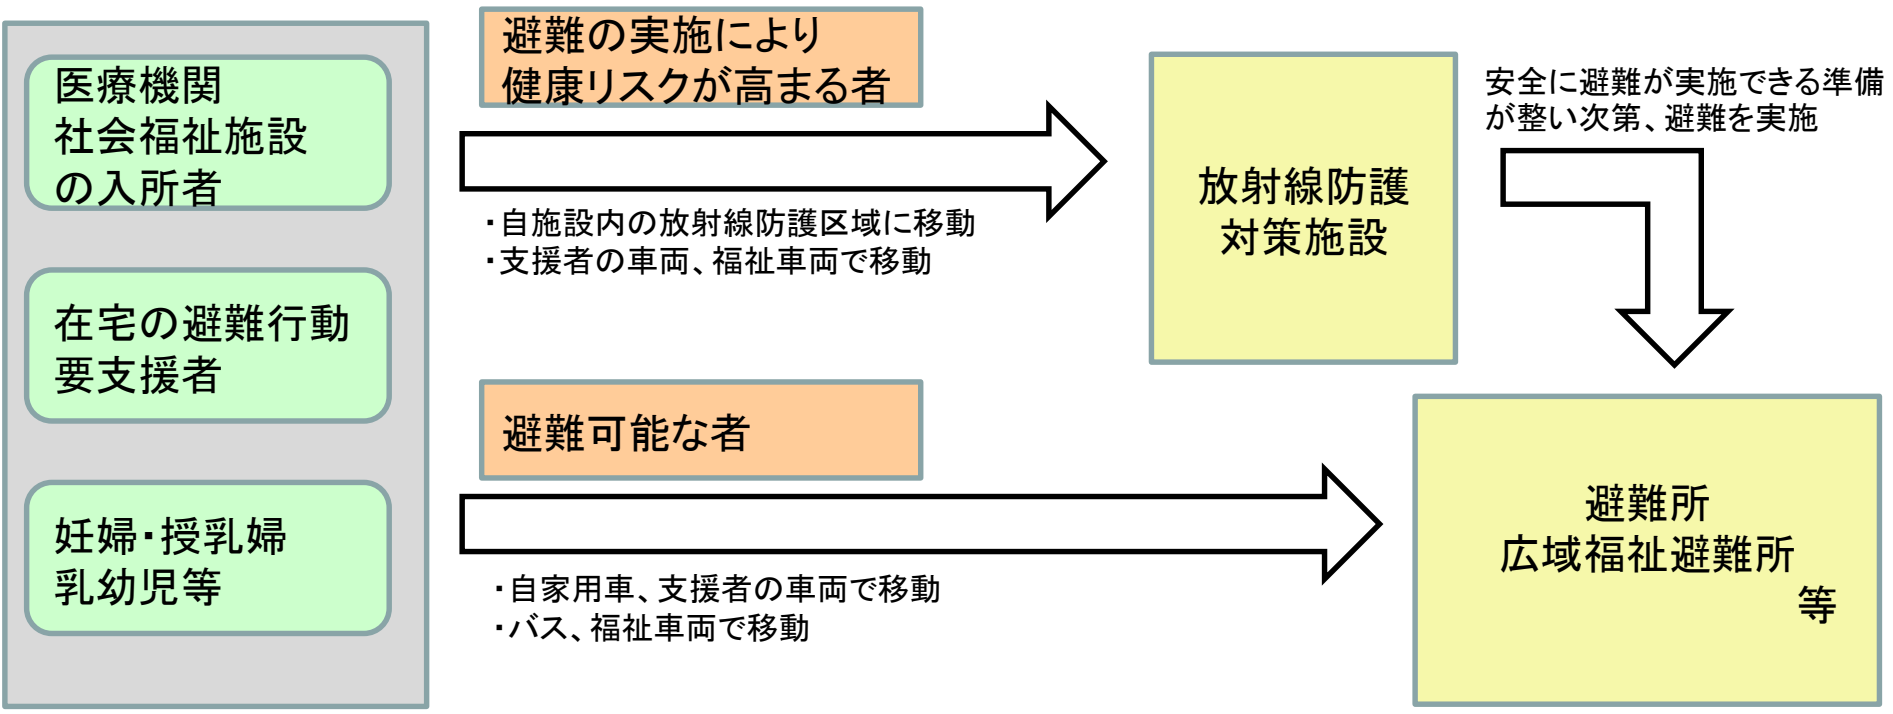 医療機関
社会福祉施設
の入所者
在宅の避難行動
要支援者
妊婦・授乳婦
乳幼児等
避難の実施により
健康リスクが高まる者
・自施設内の放射線防護区域に移動
・支援者の車両、福祉車両で移動
放射線防護
対策施設
安全に避難が実施できる準備
が整い次第、避難を実施
避難可能な者
・自家用車、支援者の車両で移動
・バス、福祉車両で移動
避難所
広域福祉避難所
等